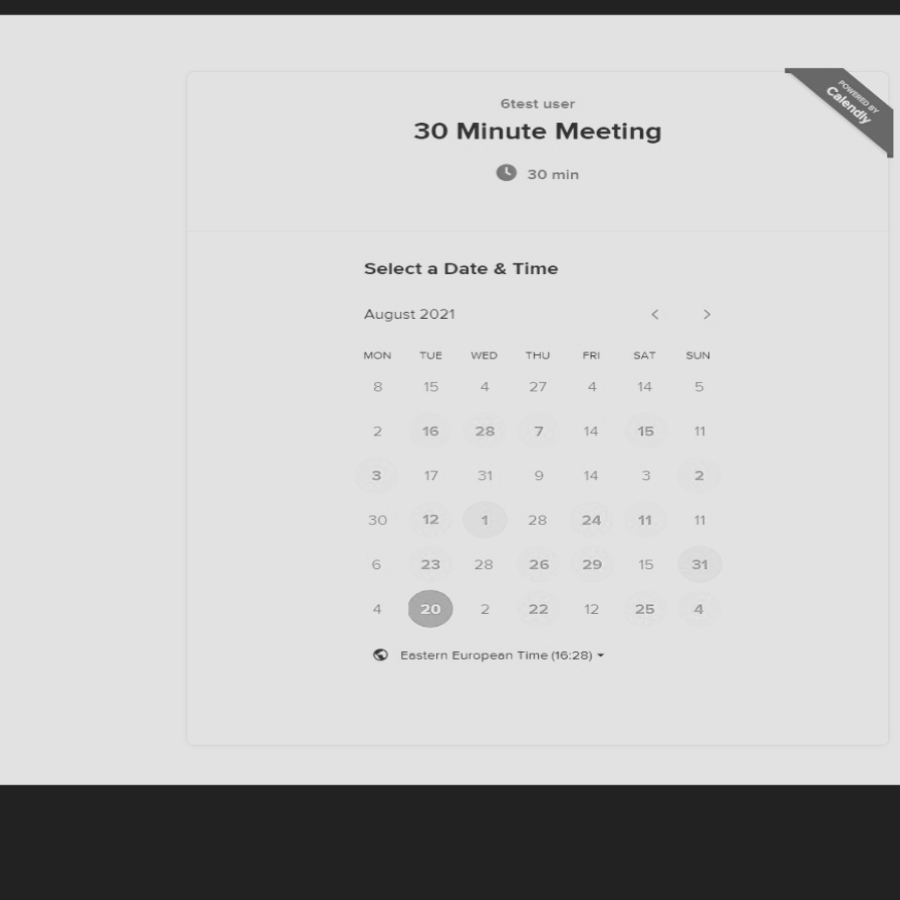 POWERED BY
Calendly
6test user
30 Minute Meeting
30 min
Select a Date & Time
August 2021
MON TUE WED THU FRI SAT SUN
8 15 4 27 4 14 5
2 16 28 7 14 15 11
3 17 31 9 14 3 2
30 12 1 28 24 11 11
6 23 28 26 29 15 31
4 20 2 22 12 25 4
Eastern European Time (16:28)